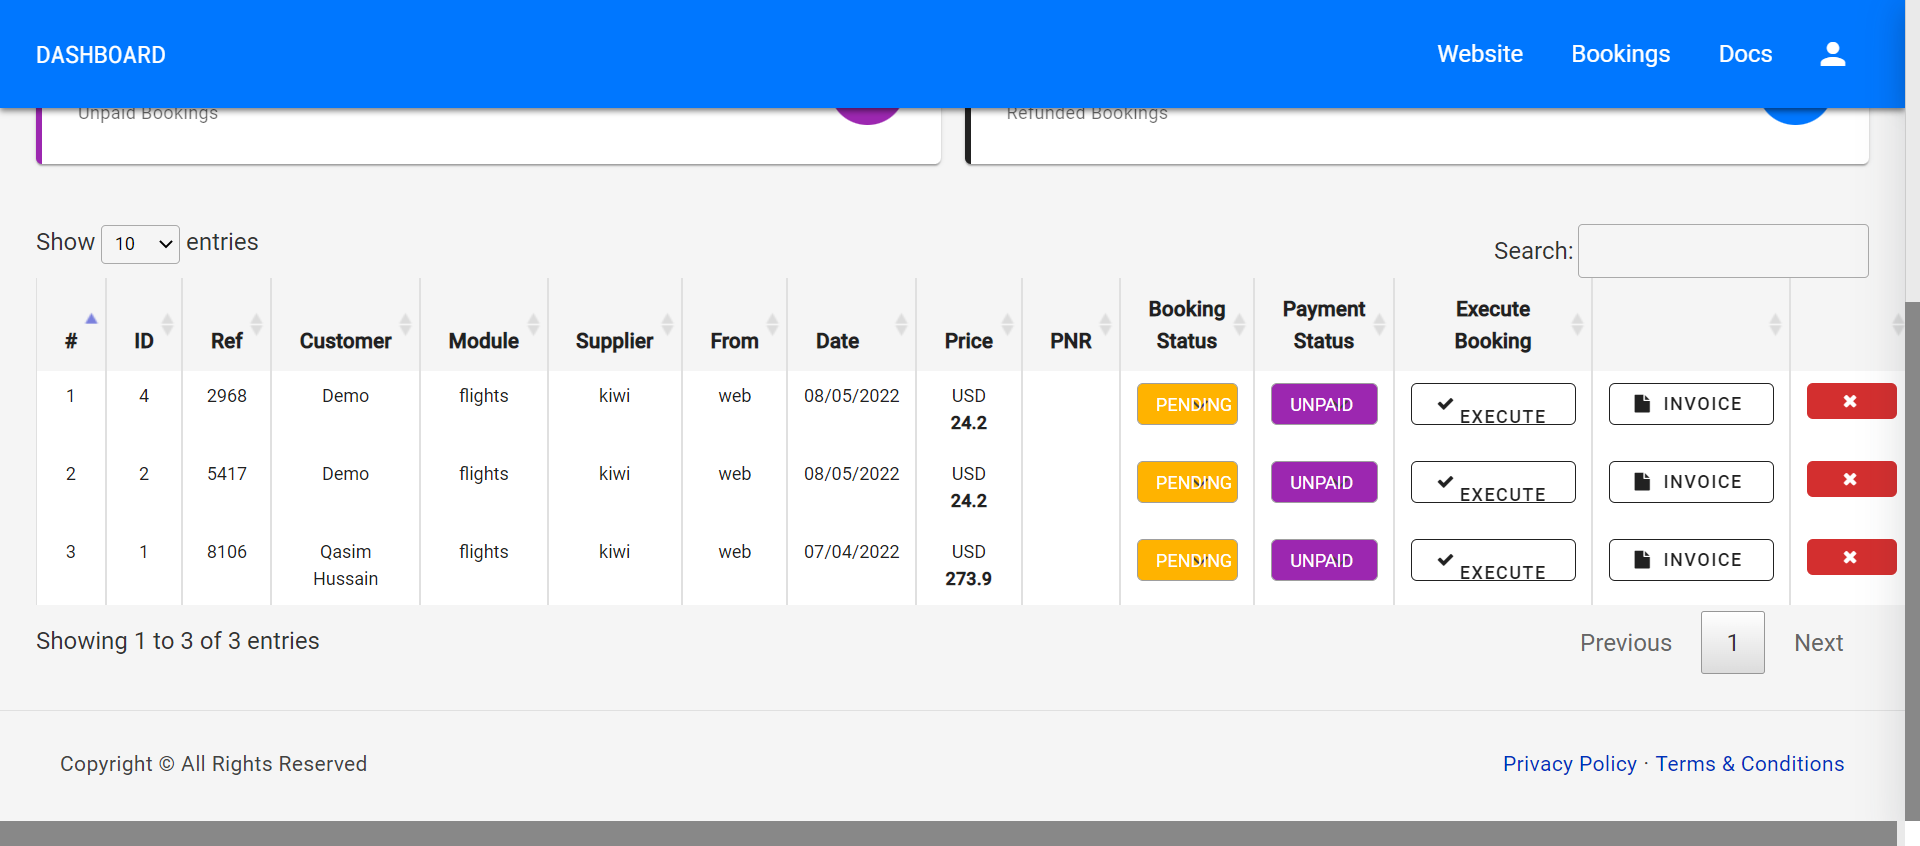 DASHBOARD
Website
Bookings
Docs
Unpaid Bookings
Refunded Bookings
Show 10 entries
Search:
# ID Ref Customer Module Supplier From Date Price PNR Booking Status Payment Status Execute Booking
1 4 2968 Demo flights kiwi web 08/05/2022 USD 24.2 PENDING UNPAID EXECUTE INVOICE
2 2 5417 Demo flights kiwi web 08/05/2022 USD 24.2 PENDING UNPAID EXECUTE INVOICE
3 1 8106 Qasim Hussain flights kiwi web 07/04/2022 USD 273.9 PENDING UNPAID EXECUTE INVOICE
Showing 1 to 3 of 3 entries
Previous 1 Next
Copyright © All Rights Reserved
Privacy Policy · Terms & Conditions